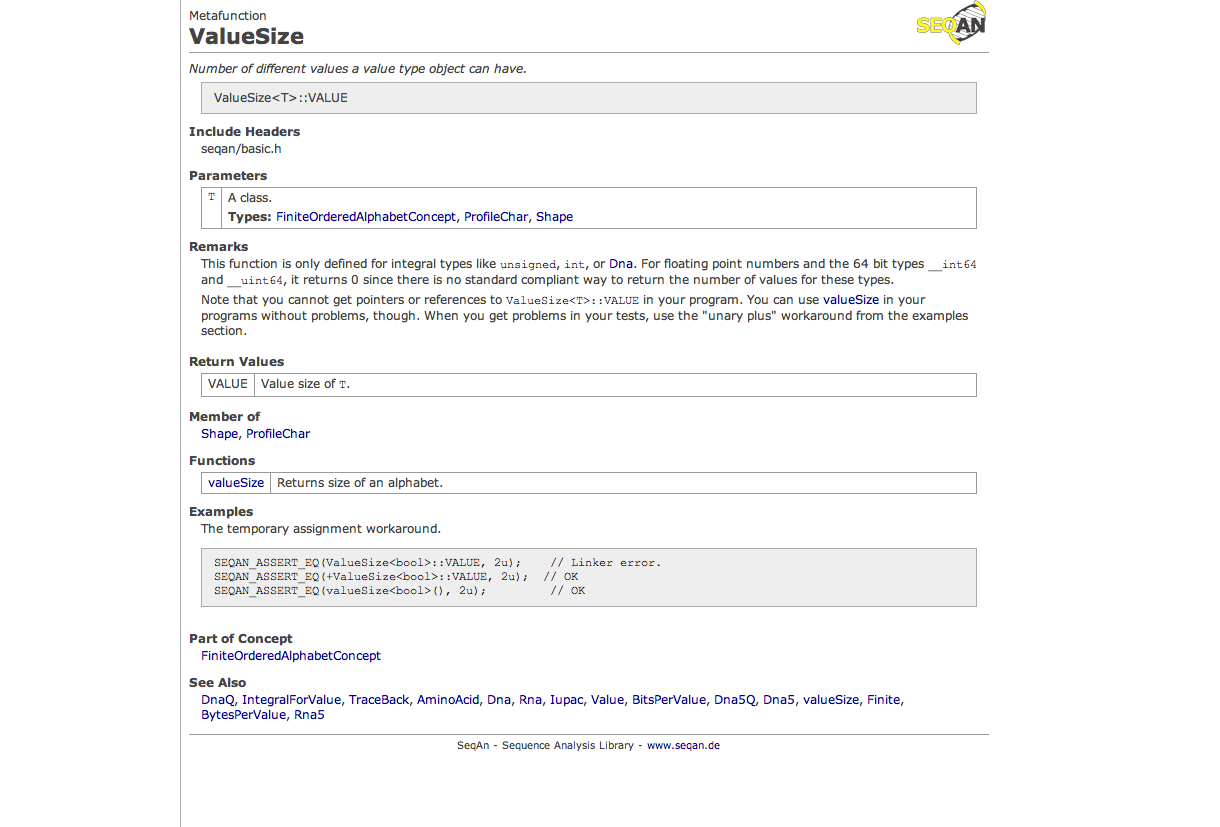 Metafunction
ValueSize
SEQAN
Number of different values a value type object can have.
ValueSize<T>::VALUE
Include Headers
seqan/basic.h
Parameters
T A class.
Types: FiniteOrderedAlphabetConcept, ProfileChar, Shape
Remarks
This function is only defined for integral types like unsigned, int, or Dna. For floating point numbers and the 64 bit types __int64
and __uint64, it returns 0 since there is no standard compliant way to return the number of values for these types.
Note that you cannot get pointers or references to ValueSize<T>::VALUE in your program. You can use valueSize in your
programs without problems, though. When you get problems in your tests, use the "unary plus" workaround from the examples
section.
Return Values
VALUE Value size of T.
Member of
Shape, ProfileChar
Functions
valueSize Returns size of an alphabet.
Examples
The temporary assignment workaround.
SEQAN_ASSERT_EQ(ValueSize<bool>::VALUE, 2u);    // Linker error.
SEQAN_ASSERT_EQ(+ValueSize<bool>::VALUE, 2u);  // OK
SEQAN_ASSERT_EQ(valueSize<bool>(), 2u);         // OK
Part of Concept
FiniteOrderedAlphabetConcept
See Also
DnaQ, IntegralForValue, TraceBack, AminoAcid, Dna, Rna, Iupac, Value, BitsPerValue, Dna5Q, Dna5, valueSize, Finite,
BytesPerValue, Rna5
SeqAn - Sequence Analysis Library - www.seqan.de